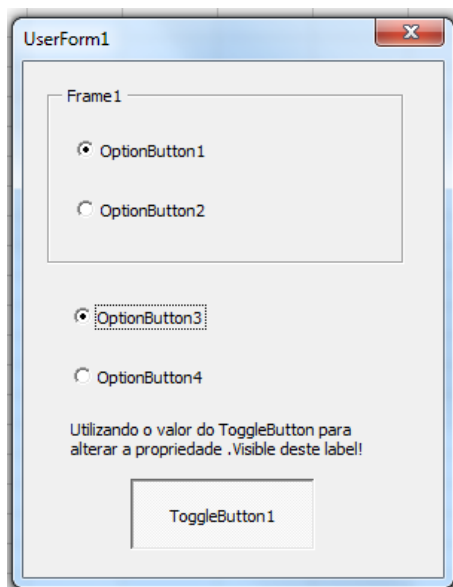 UserForm1
Frame1
OptionButton1
OptionButton2
OptionButton3
OptionButton4
Utilizando o valor do ToggleButton para
alterar a propriedade .Visible deste label!
ToggleButton1